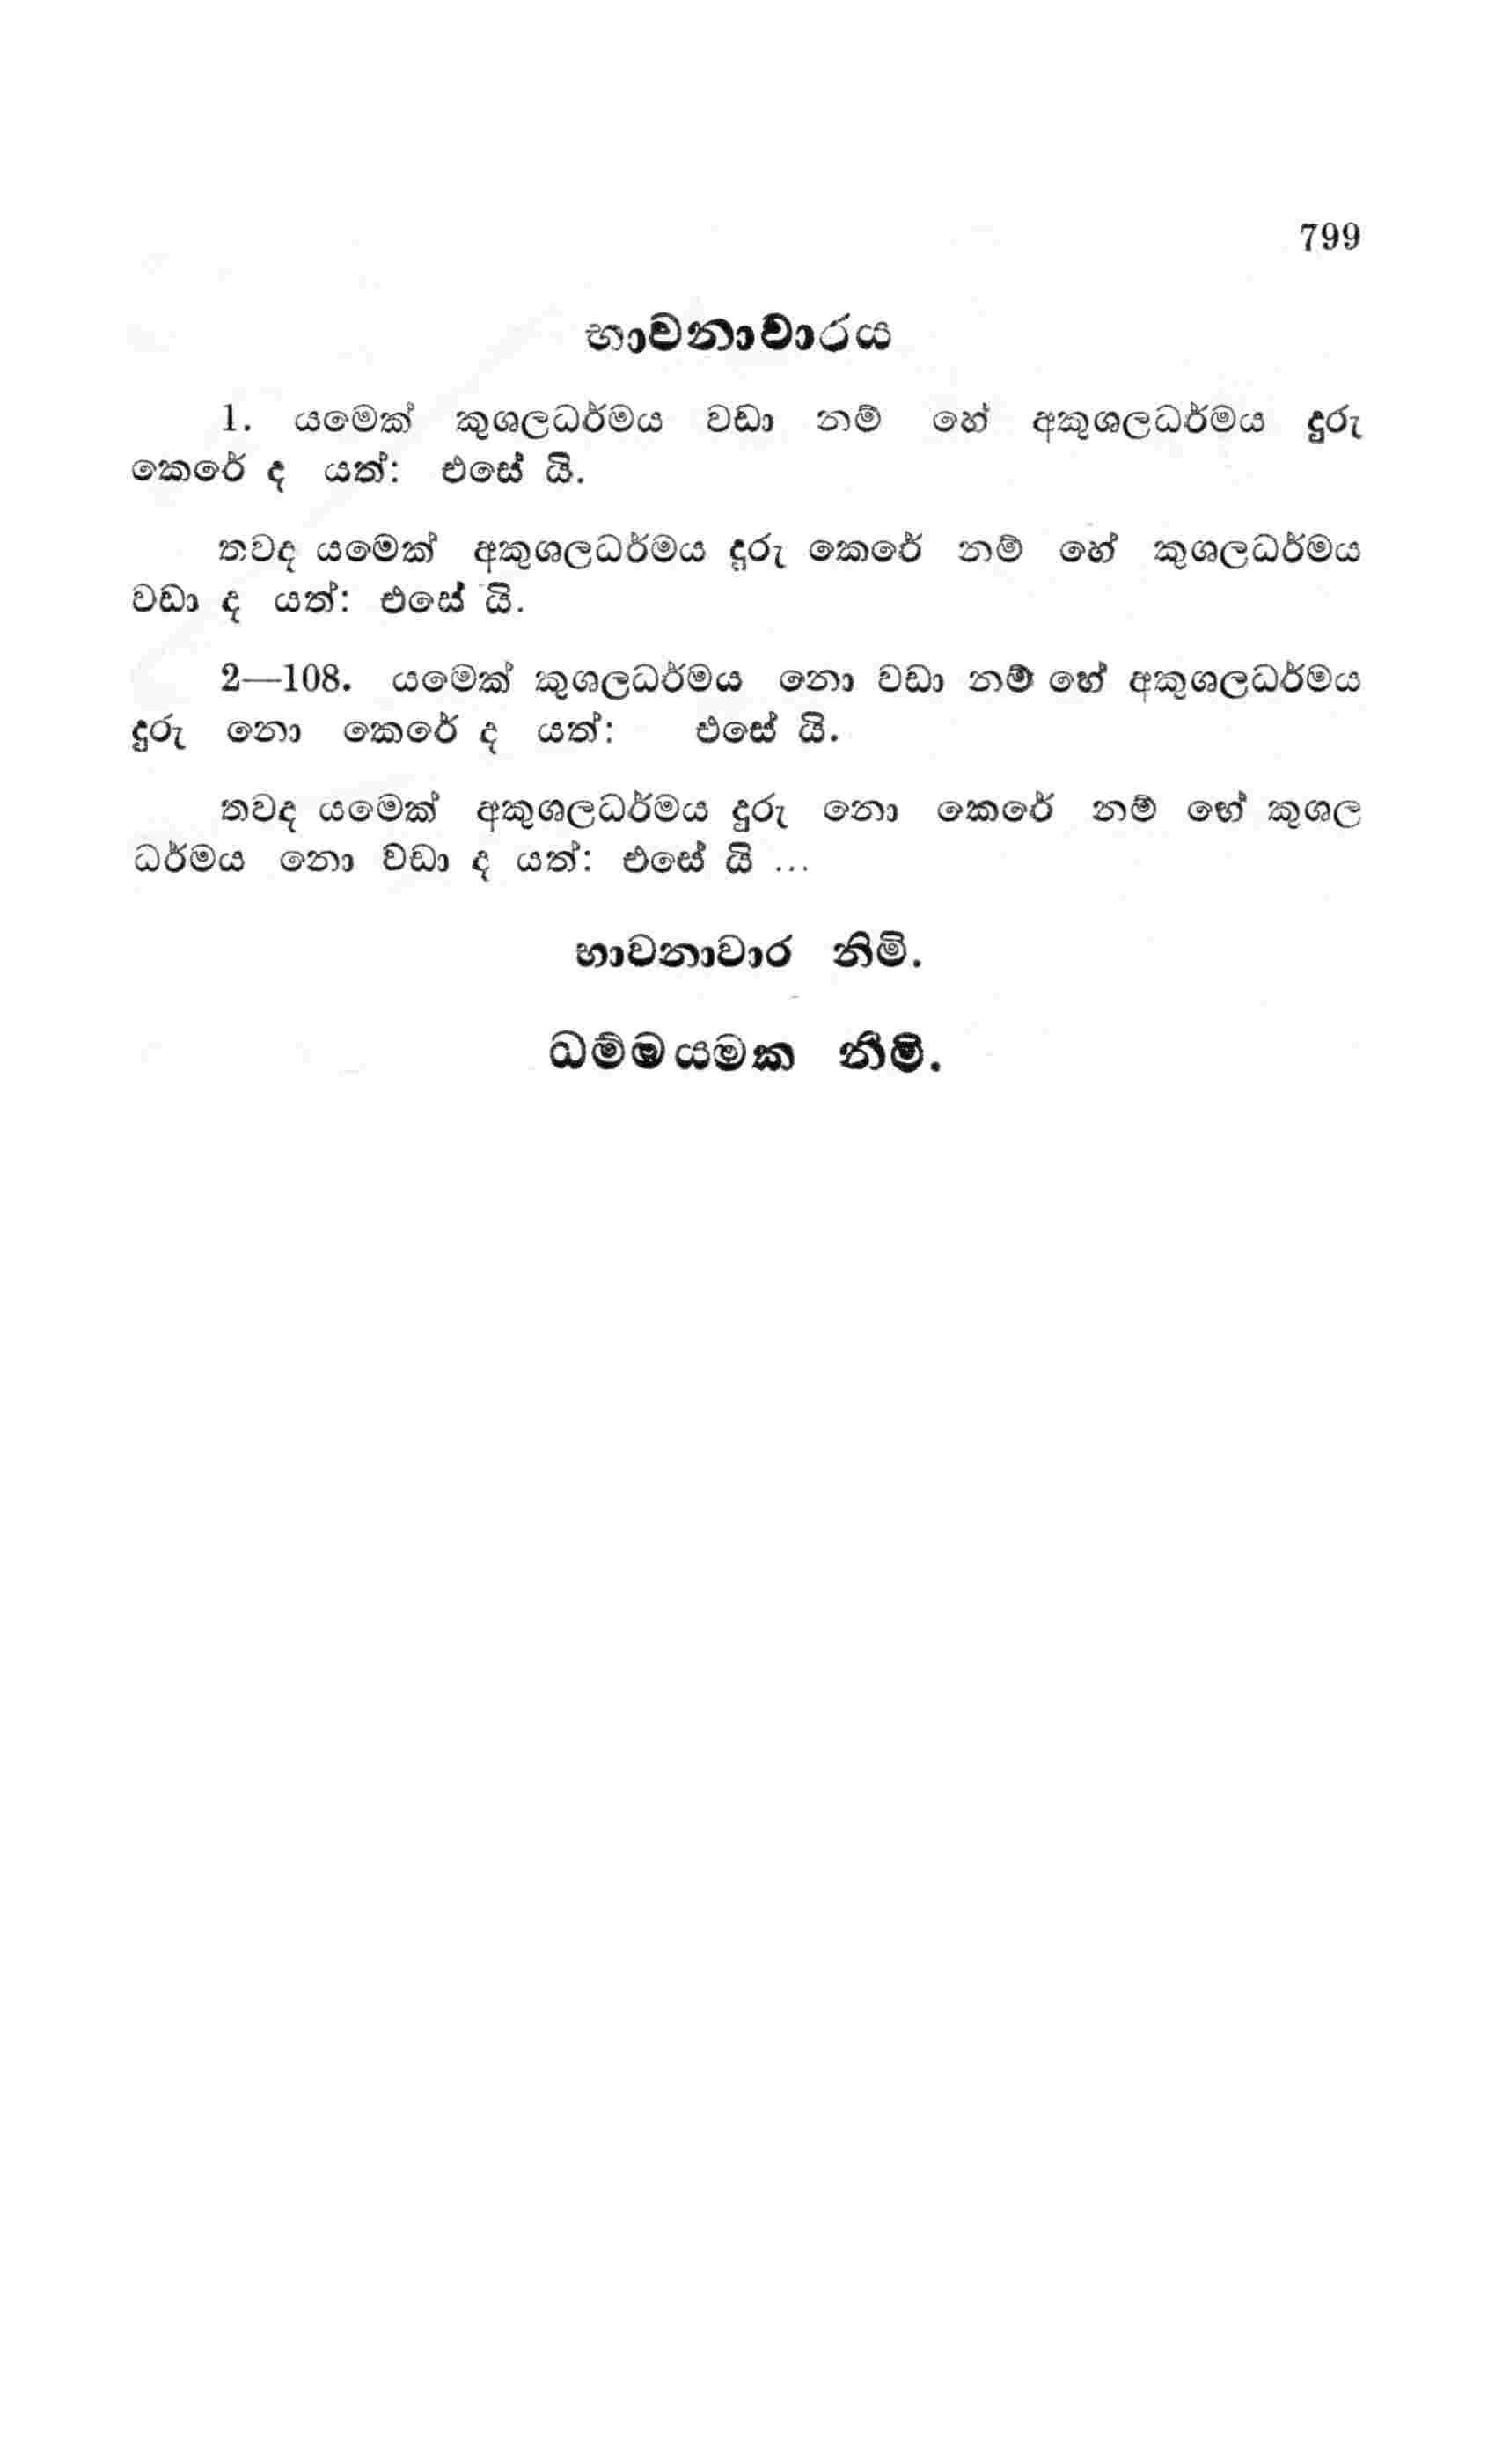 799
භාවනාවාරය
1. යමෙක් කුශලධර්මය වඩා නම් හේ අකුශලධර්මය දුරු
කෙරේ ද යත්: එසේ යි.
තවද යමෙක් අකුශලධර්මය දුරු කෙරේ නම් හේ කුශලධර්මය
වඩා ද යත්: එසේ යි.
2—108. යමෙක් කුශලධර්මය නො වඩා නම් හේ අකුශලධර්මය
දුරු නො කෙරේ ද යත්: එසේ යි.
තවද යමෙක් අකුශලධර්මය දුරු නො කෙරේ නම් හේ කුශල
ධර්මය නො වඩා ද යත්: එසේ යි ...
භාවනාවාර නිමි.
ධම්මයමක නිමි.